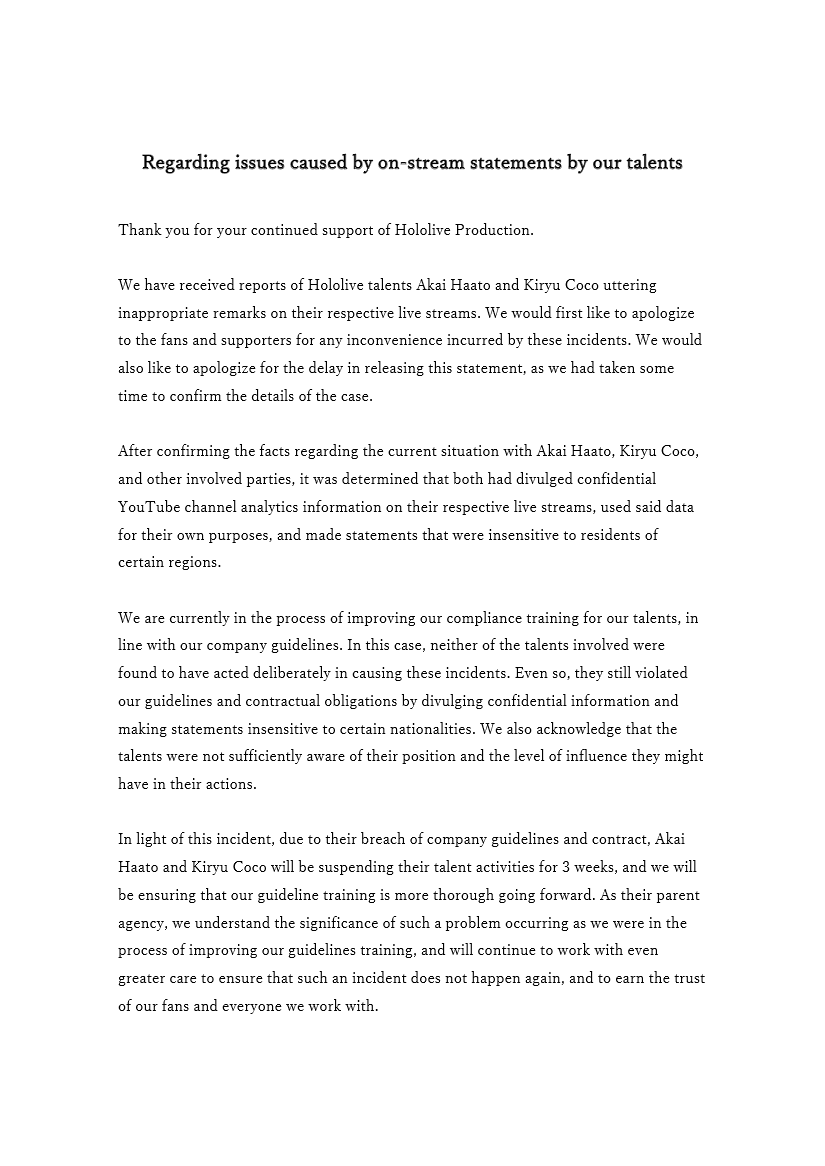 Regarding issues caused by on-stream statements by our talents
Thank you for your continued support of Hololive Production.
We have received reports of Hololive talents Akai Haato and Kiryu Coco uttering
inappropriate remarks on their respective live streams. We would first like to apologize
to the fans and supporters for any inconvenience incurred by these incidents. We would
also like to apologize for the delay in releasing this statement, as we had taken some
time to confirm the details of the case.
After confirming the facts regarding the current situation with Akai Haato, Kiryu Coco,
and other involved parties, it was determined that both had divulged confidential
YouTube channel analytics information on their respective live streams, used said data
for their own purposes, and made statements that were insensitive to residents of
certain regions.
We are currently in the process of improving our compliance training for our talents, in
line with our company guidelines. In this case, neither of the talents involved were
found to have acted deliberately in causing these incidents. Even so, they still violated
our guidelines and contractual obligations by divulging confidential information and
making statements insensitive to certain nationalities. We also acknowledge that the
talents were not sufficiently aware of their position and the level of influence they might
have in their actions.
In light of this incident, due to their breach of company guidelines and contract, Akai
Haato and Kiryu Coco will be suspending their talent activities for 3 weeks, and we will
be ensuring that our guideline training is more thorough going forward. As their parent
agency, we understand the significance of such a problem occurring as we were in the
process of improving our guidelines training, and will continue to work with even
greater care to ensure that such an incident does not happen again, and to earn the trust
of our fans and everyone we work with.